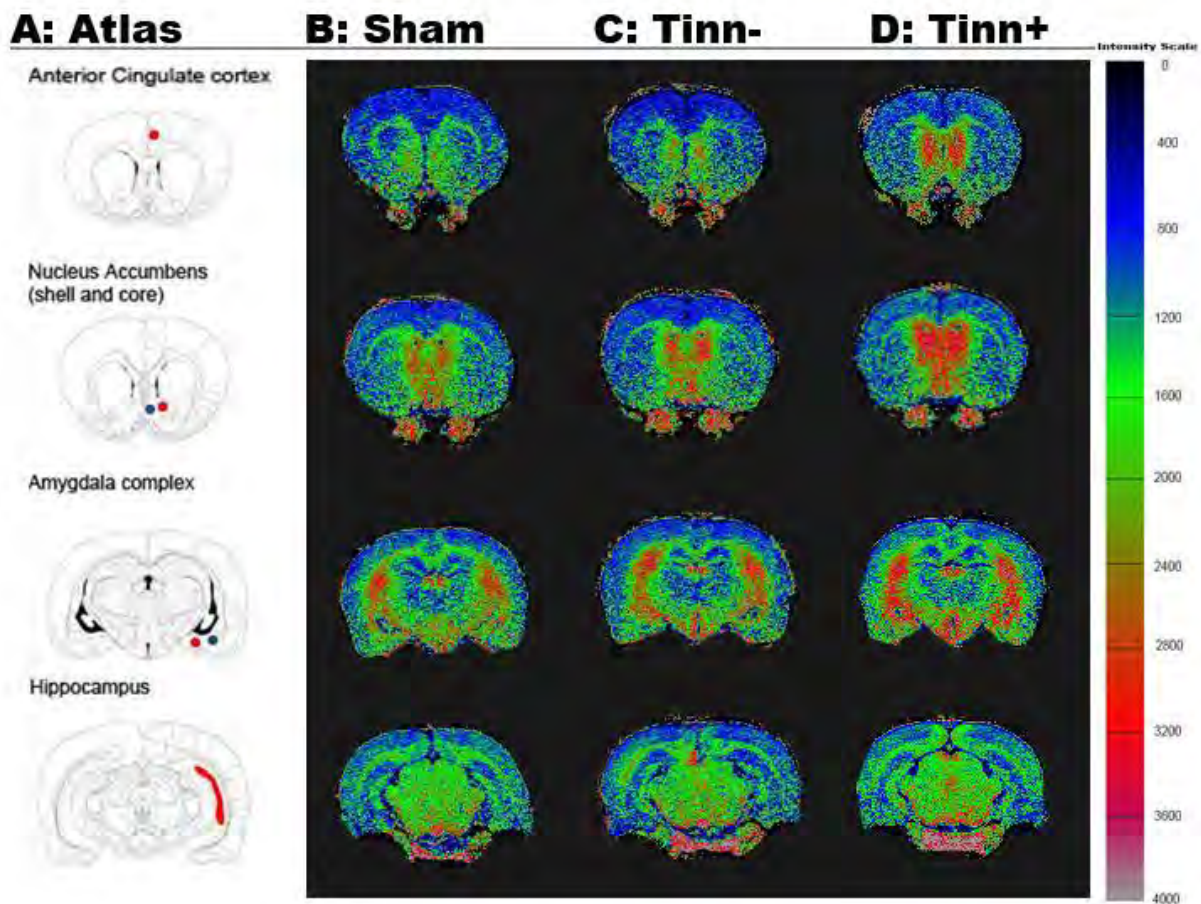 A: Atlas
B: Sham
C: Tinn-
D: Tinn+
Intensity Scale
Anterior Cingulate cortex
Nucleus Accumbens
(shell and core)
Amygdala complex
Hippocampus
0
400
800
1200
1600
2000
2400
2800
3200
3600
4000